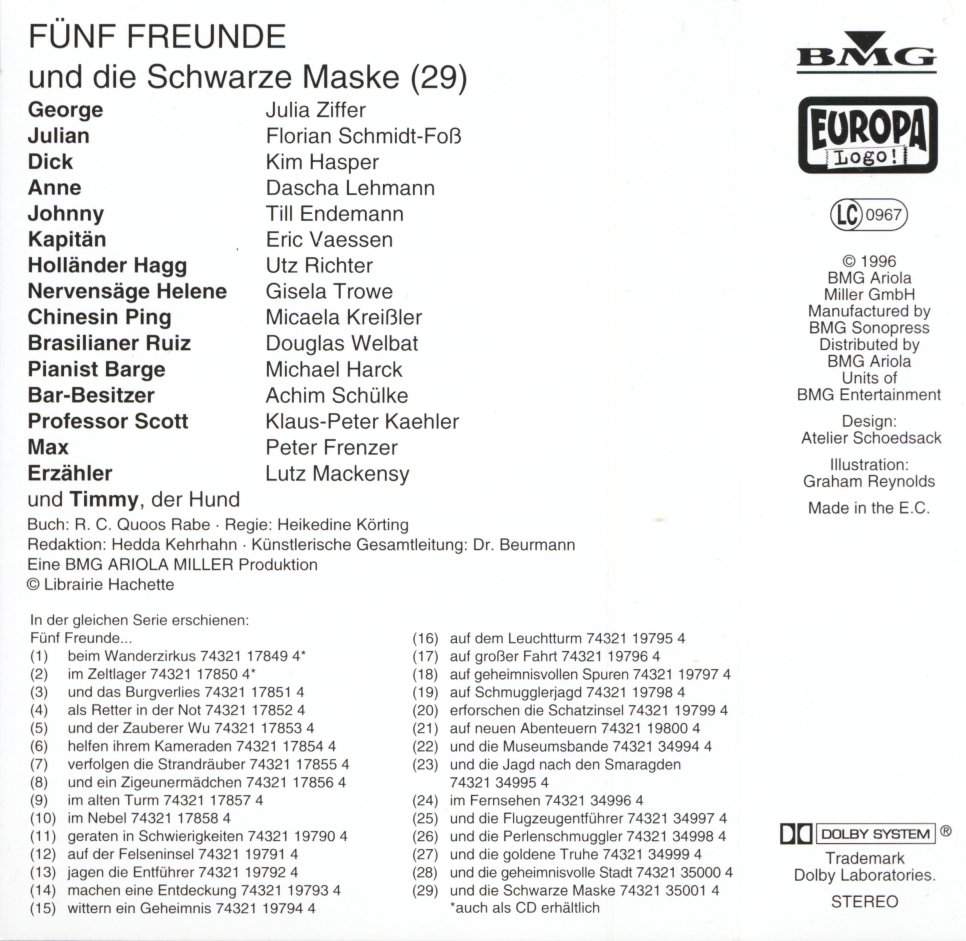 FÜNF FREUNDE
und die Schwarze Maske (29)
George Julia Ziffer
Julian Florian Schmidt-Foß
Dick Kim Hasper
Anne Dascha Lehmann
Johnny Till Endemann
Kapitän Eric Vaessen
Holländer Hagg Utz Richter
Nervensäge Helene Gisela Trowe
Chinesin Ping Micaela Kreißler
Brasilianer Ruiz Douglas Welbat
Pianist Barge Michael Harck
Bar-Besitzer Achim Schülke
Professor Scott Klaus-Peter Kaehler
Max Peter Frenzer
Erzähler Lutz Mackensy
und Timmy, der Hund
Buch: R. C. Quoos Rabe · Regie: Heikedine Körting
Redaktion: Hedda Kehrhahn · Künstlerische Gesamtleitung: Dr. Beurmann
Eine BMG ARIOLA MILLER Produktion
© Librairie Hachette
In der gleichen Serie erschienen:
Fünf Freunde...
(1) beim Wanderzirkus 74321 17849 4*
(2) im Zeltlager 74321 17850 4*
(3) und das Burgverlies 74321 17851 4
(4) als Retter in der Not 74321 17852 4
(5) und der Zauberer Wu 74321 17853 4
(6) helfen ihrem Kameraden 74321 17854 4
(7) verfolgen die Strandräuber 74321 17855 4
(8) und ein Zigeunermädchen 74321 17856 4
(9) im alten Turm 74321 17857 4
(10) im Nebel 74321 17858 4
(11) geraten in Schwierigkeiten 74321 19790 4
(12) auf der Felseninsel 74321 19791 4
(13) jagen die Entführer 74321 19792 4
(14) machen eine Entdeckung 74321 19793 4
(15) wittern ein Geheimnis 74321 19794 4
(16) auf dem Leuchtturm 74321 19795 4
(17) auf großer Fahrt 74321 19796 4
(18) auf geheimnisvollen Spuren 74321 19797 4
(19) auf Schmugglerjagd 74321 19798 4
(20) erforschen die Schatzinsel 74321 19799 4
(21) auf neuen Abenteuern 74321 19800 4
(22) und die Museumsbande 74321 34994 4
(23) und die Jagd nach den Smaragden
74321 34995 4
(24) im Fernsehen 74321 34996 4
(25) und die Flugzeugentführer 74321 34997 4
(26) und die Perlenschmuggler 74321 34998 4
(27) und die goldene Truhe 74321 34999 4
(28) und die geheimnisvolle Stadt 74321 35000 4
(29) und die Schwarze Maske 74321 35001 4
*auch als CD erhältlich
BMG
EUROPA
Logo!
LC 0967
© 1996
BMG Ariola
Miller GmbH
Manufactured by
BMG Sonopress
Distributed by
BMG Ariola
Units of
BMG Entertainment
Design:
Atelier Schoedsack
Illustration:
Graham Reynolds
Made in the E.C.
DOLBY SYSTEM ®
Trademark
Dolby Laboratories.
STEREO